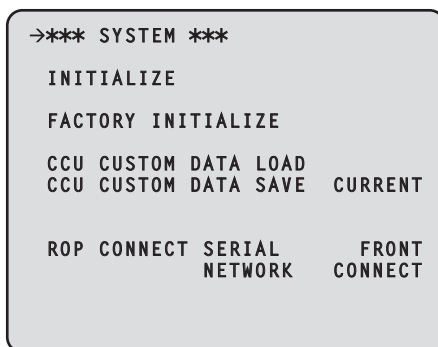 →*** SYSTEM ***
INITIALIZE
FACTORY INITIALIZE
CCU CUSTOM DATA LOAD
CCU CUSTOM DATA SAVE CURRENT
ROP CONNECT SERIAL FRONT
NETWORK CONNECT